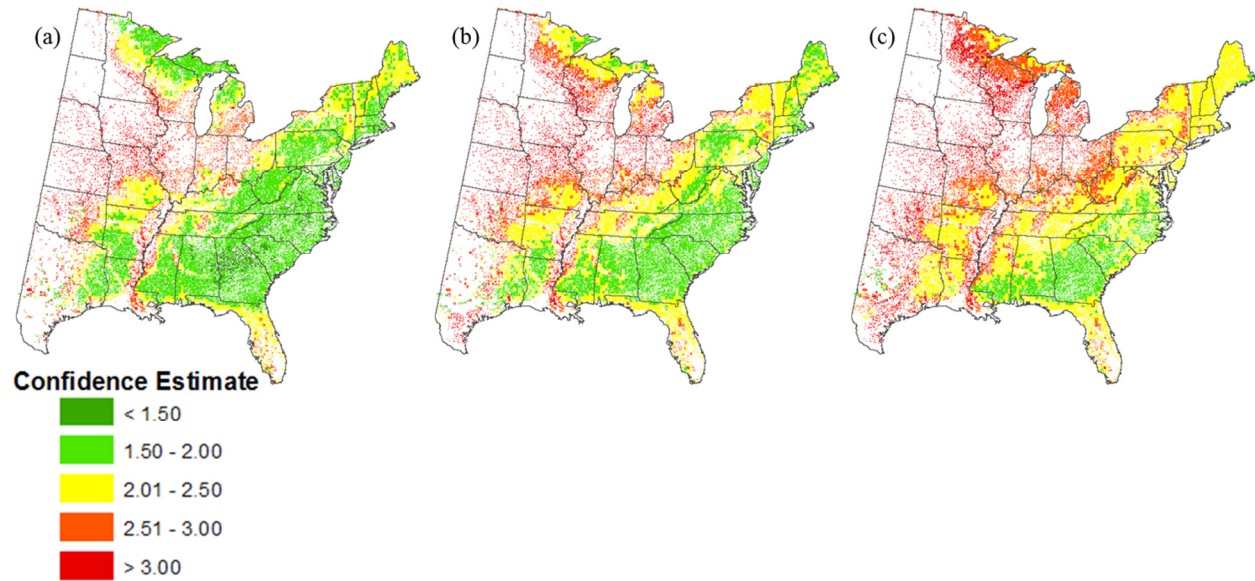 (a)
(b)
(c)
Confidence Estimate
< 1.50
1.50 - 2.00
2.01 - 2.50
2.51 - 3.00
> 3.00